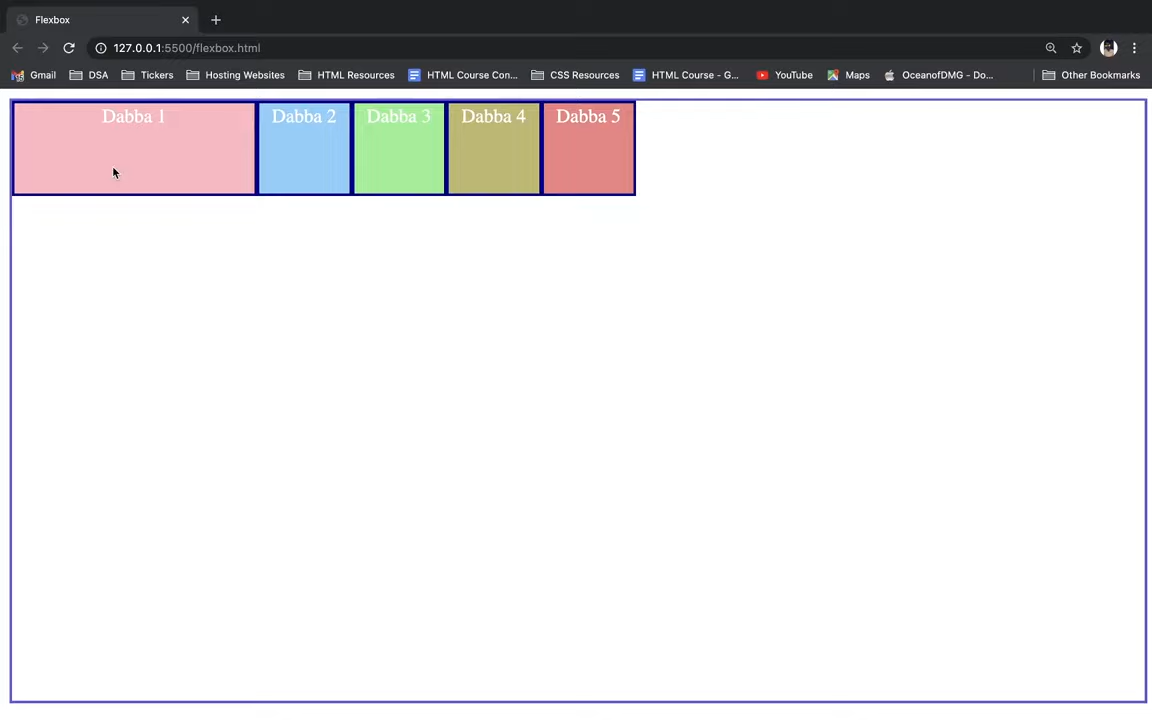 Flexbox
127.0.0.1:5500/flexbox.html
Gmail DSA Tickers Hosting Websites HTML Resources HTML Course Con... CSS Resources HTML Course - G... YouTube Maps OceanofDMG - Do... Other Bookmarks
Dabba 1 Dabba 2 Dabba 3 Dabba 4 Dabba 5